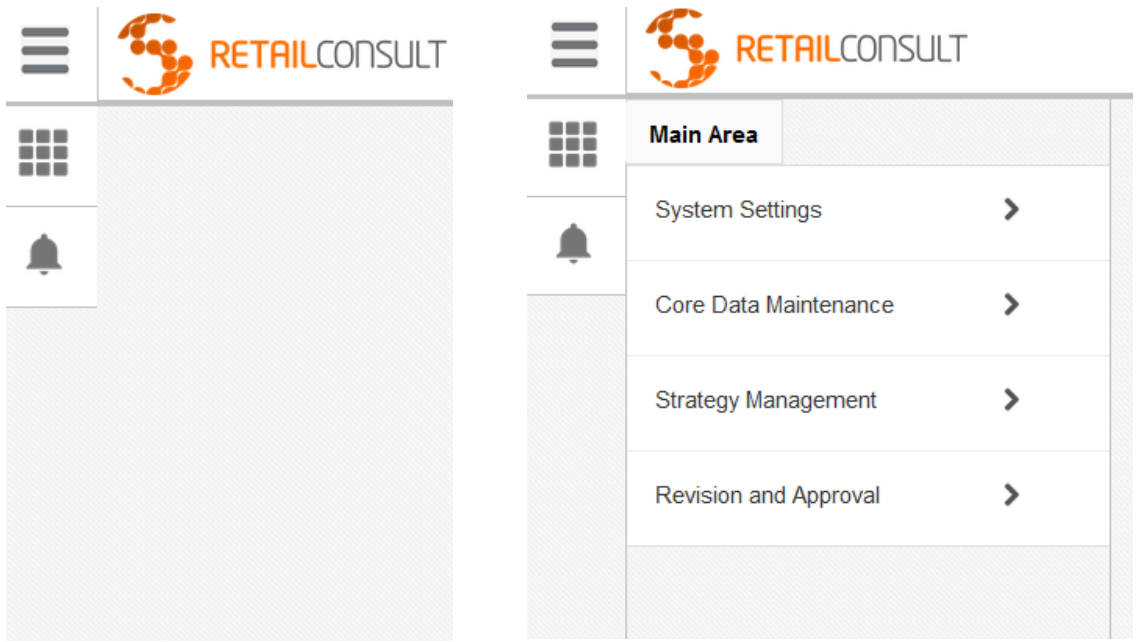 RETAILCONSULT
RETAILCONSULT
Main Area
System Settings
Core Data Maintenance
Strategy Management
Revision and Approval